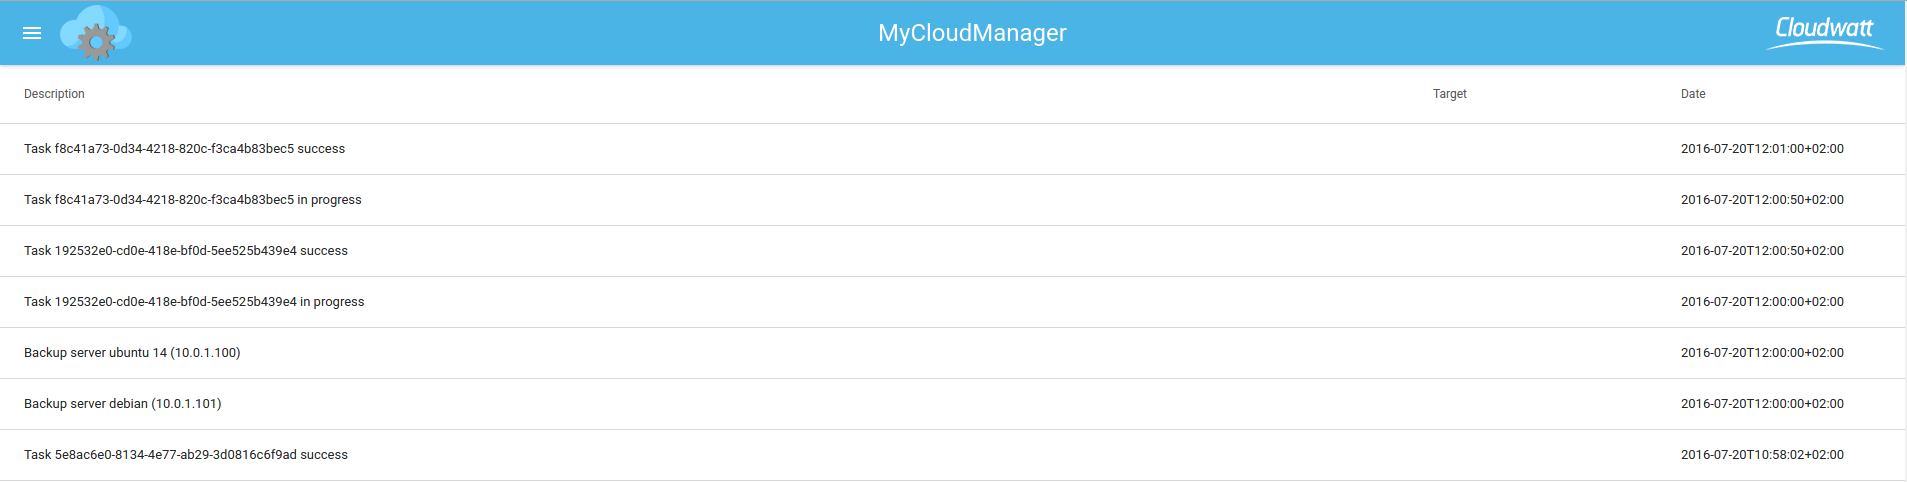 MyCloudManager
Cloudwatt
Description Target Date
Task f8c41a73-0d34-4218-820c-f3ca4b83bec5 success 2016-07-20T12:01:00+02:00
Task f8c41a73-0d34-4218-820c-f3ca4b83bec5 in progress 2016-07-20T12:00:50+02:00
Task 192532e0-cd0e-418e-bf0d-5ee525b439e4 success 2016-07-20T12:00:50+02:00
Task 192532e0-cd0e-418e-bf0d-5ee525b439e4 in progress 2016-07-20T12:00:00+02:00
Backup server ubuntu 14 (10.0.1.100) 2016-07-20T12:00:00+02:00
Backup server debian (10.0.1.101) 2016-07-20T12:00:00+02:00
Task 5e8ac6e0-8134-4e77-ab29-3d0816c6f9ad success 2016-07-20T10:58:02+02:00